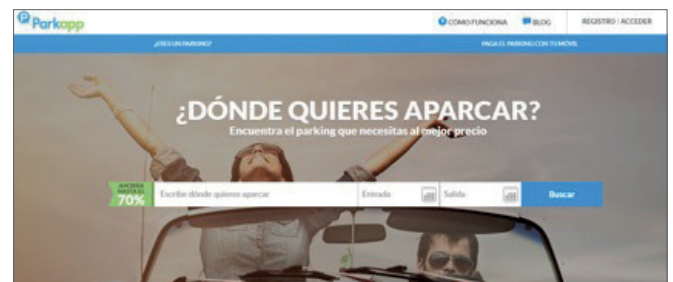 Parkapp
COMO FUNCIONA BLOG REGISTRO / ACCEDER
¿ERES UN PARKING? PAGA EL PARKING CON TU MÓVIL
¿DÓNDE QUIERES APARCAR?
Encuentra el parking que necesitas al mejor precio
AHORRA
HASTA EL
70%
Escribe dónde quieres aparcar Entrada Salida Buscar